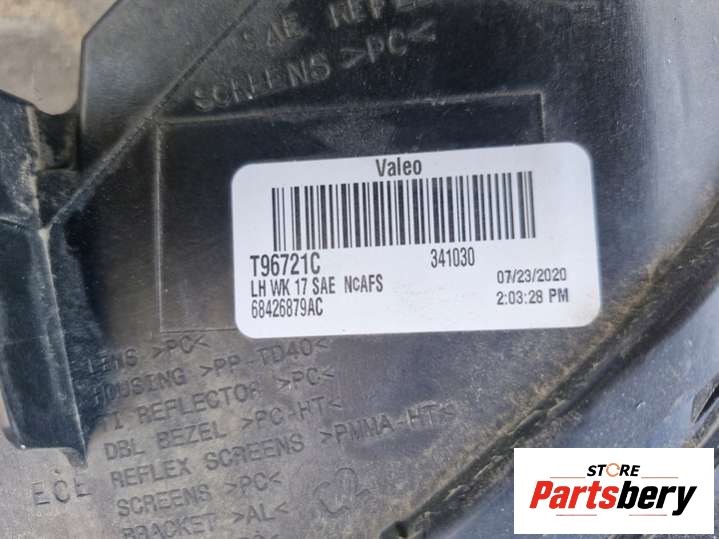 SAE REFLEX
SCREENS >PC<
Valeo
T96721C 341030
LH WK 17 SAE NcAFS 07/23/2020
68426879AC 2:03:28 PM
LENS >PC<
HOUSING >PP-TD40<
REFLECTOR >PC<
DBL BEZEL >PC-HT<
ECE REFLEX SCREENS >PMMA-HT<
SCREENS >PC<
BRACKET >AL<
STORE
Partsbery